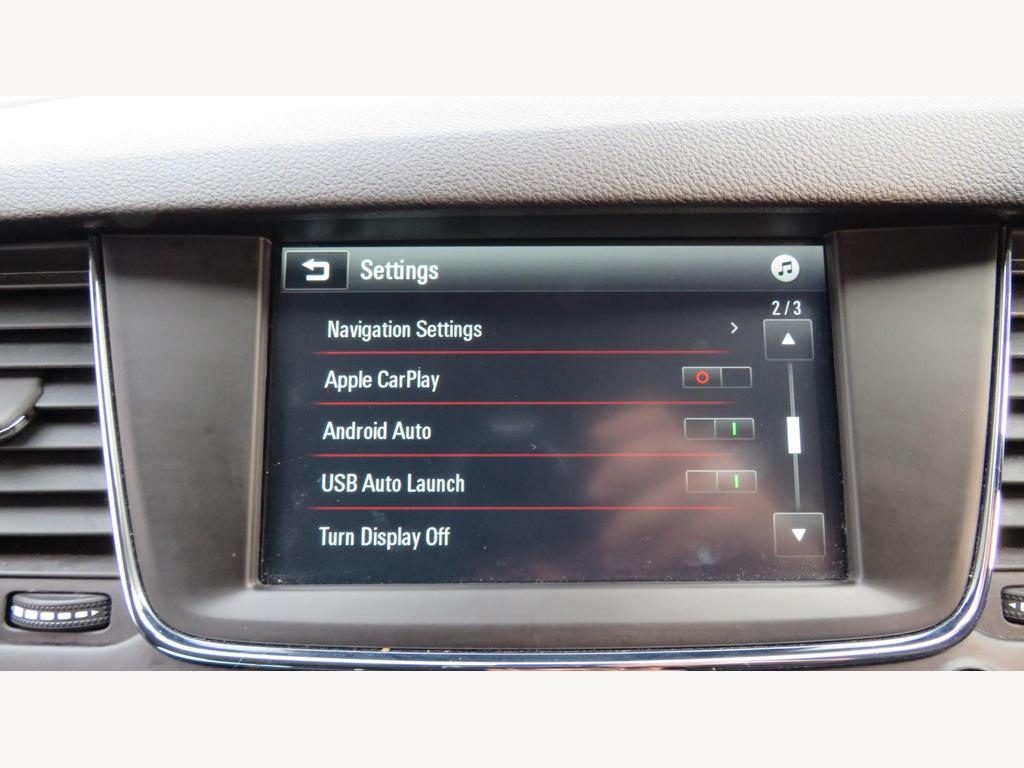 Settings
2/3
Navigation Settings
Apple CarPlay
Android Auto
USB Auto Launch
Turn Display Off